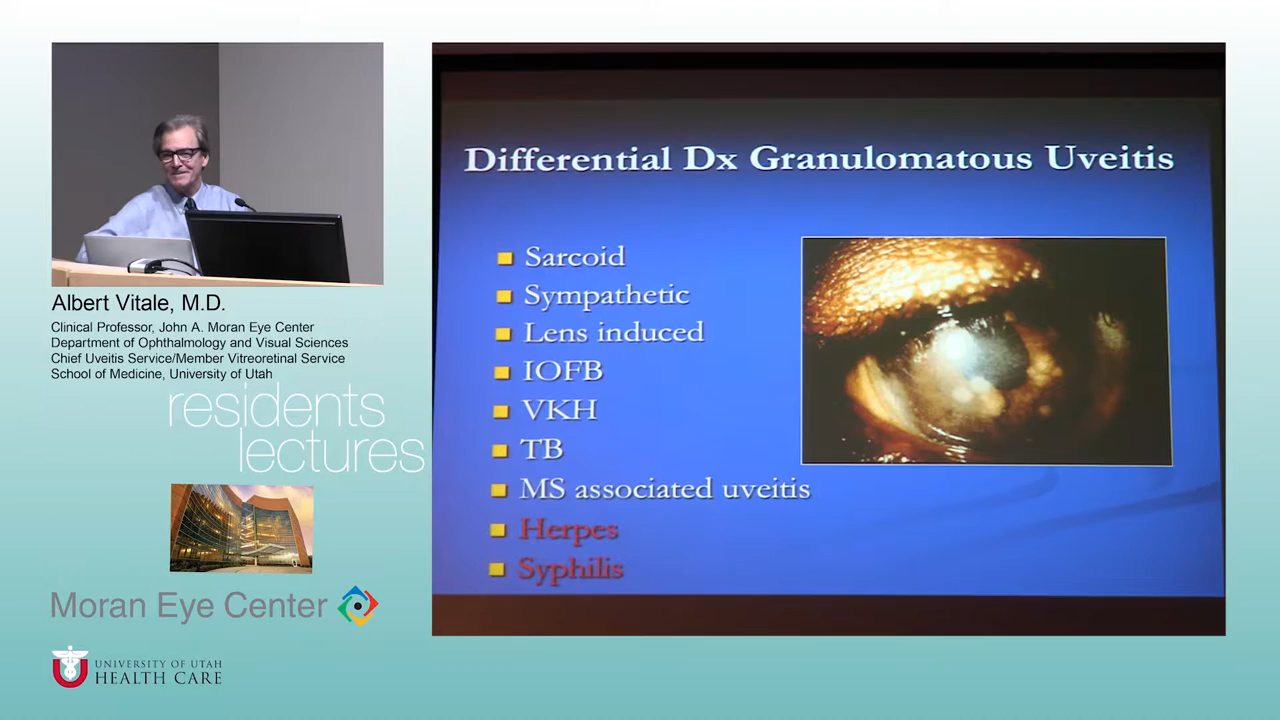 Albert Vitale, M.D.
Clinical Professor, John A. Moran Eye Center
Department of Ophthalmology and Visual Sciences
Chief Uveitis Service/Member Vitreoretinal Service
School of Medicine, University of Utah
residents
lectures
Moran Eye Center
UNIVERSITY OF UTAH
HEALTH CARE
Differential Dx Granulomatous Uveitis
Sarcoid
Sympathetic
Lens induced
IOFB
VKH
TB
MS associated uveitis
Herpes
Syphilis